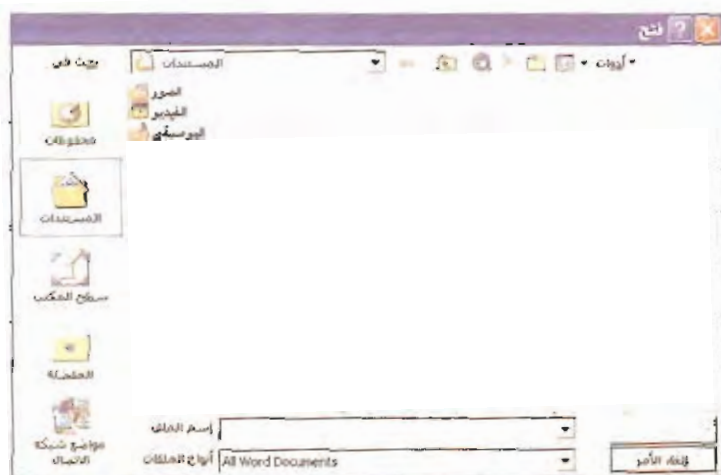 فتح
بحث في
المستندات
أدوات
الصور
الفيديو
الموسيقى
محفوظات
المستندات
سطح المكتب
المفضلة
مواضع شبكة
الاتصال
إسم الملف
أنواع الملفات
All Word Documents
إلغاء الأمر